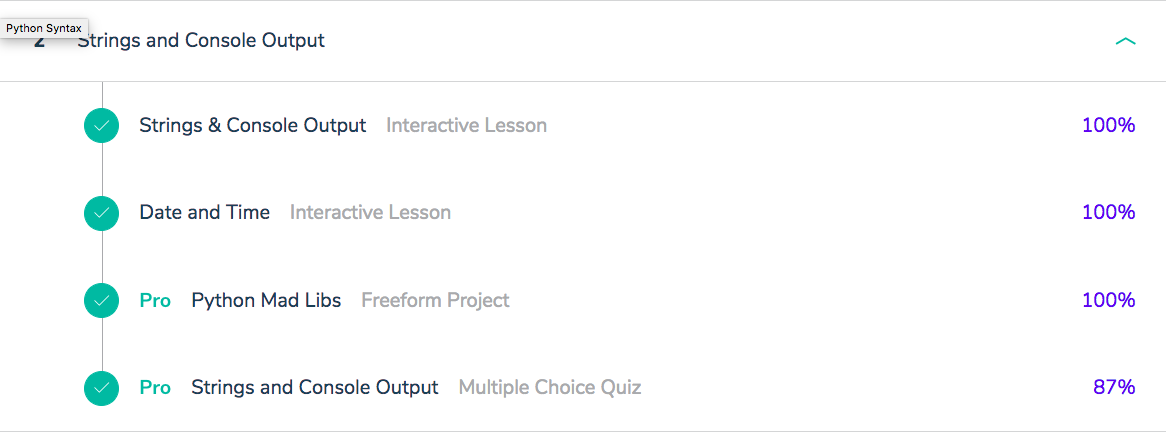 Python Syntax
2 Strings and Console Output
Strings & Console Output Interactive Lesson 100%
Date and Time Interactive Lesson 100%
Pro Python Mad Libs Freeform Project 100%
Pro Strings and Console Output Multiple Choice Quiz 87%